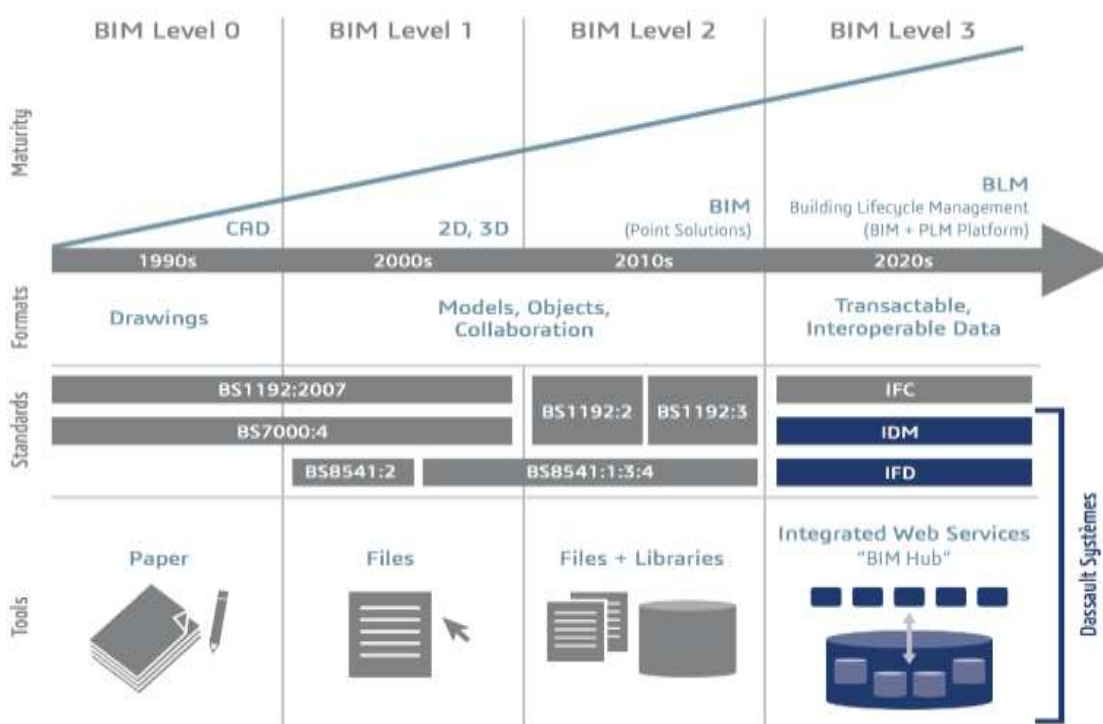 BIM Level 0
BIM Level 1
BIM Level 2
BIM Level 3
Maturity
CAD
2D, 3D
BIM
(Point Solutions)
BLM
Building Lifecycle Management
(BIM + PLM Platform)
1990s
2000s
2010s
2020s
Formats
Drawings
Models, Objects,
Collaboration
Transactable,
Interoperable Data
Standards
BS1192:2007
BS7000:4
BS8541:2
BS8541:1:3:4
BS1192:2
BS1192:3
IFC
IDM
IFD
Tools
Paper
Files
Files + Libraries
Integrated Web Services
"BIM Hub"
Dassault Systèmes